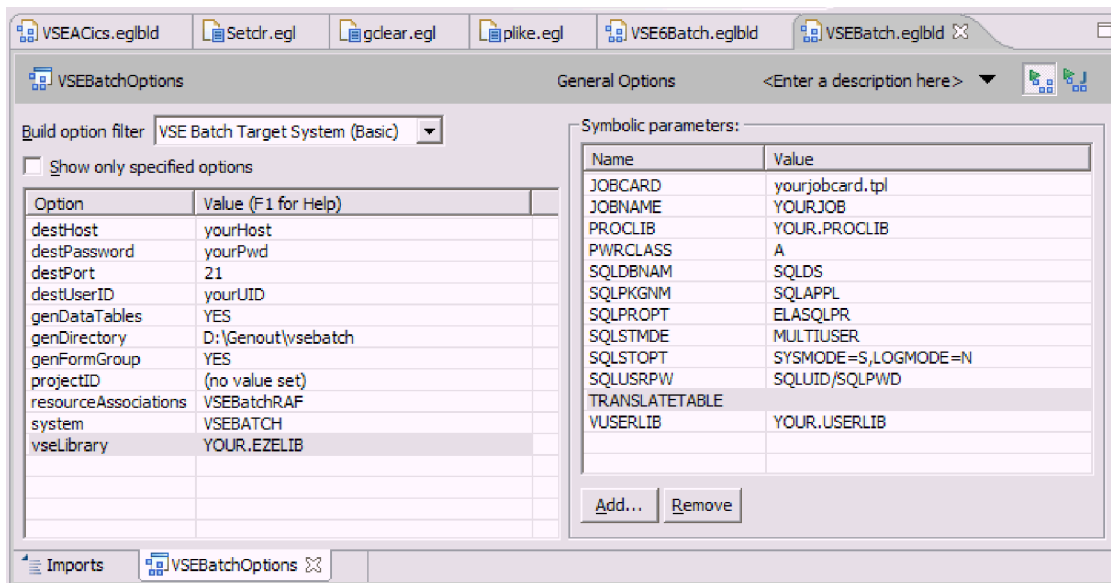 VSEACics.eglbld Setclr.egl gclear.egl plike.egl VSE6Batch.eglbld VSEBatch.eglbld
VSEBatchOptions General Options <Enter a description here>
Build option filter VSE Batch Target System (Basic)
Show only specified options
Option Value (F1 for Help)
destHost yourHost
destPassword yourPwd
destPort 21
destUserID yourUID
genDataTables YES
genDirectory D:\Genout\vsebatch
genFormGroup YES
projectID (no value set)
resourceAssociations VSEBatchRAF
system VSEBATCH
vseLibrary YOUR.EZELIB
Symbolic parameters:
Name Value
JOBCARD yourjobcard.tpl
JOBNAME YOURJOB
PROCLIB YOUR.PROCLIB
PWRCLASS A
SQLDBNAM SQLDS
SQLPKGNM SQLAPPL
SQLPROPT ELASQLPR
SQLSTMDE MULTIUSER
SQLSTOPT SYSMODE=S,LOGMODE=N
SQLUSRPW SQLUID/SQLPWD
TRANSLATETABLE
VUSERLIB YOUR.USERLIB
Add... Remove
Imports VSEBatchOptions